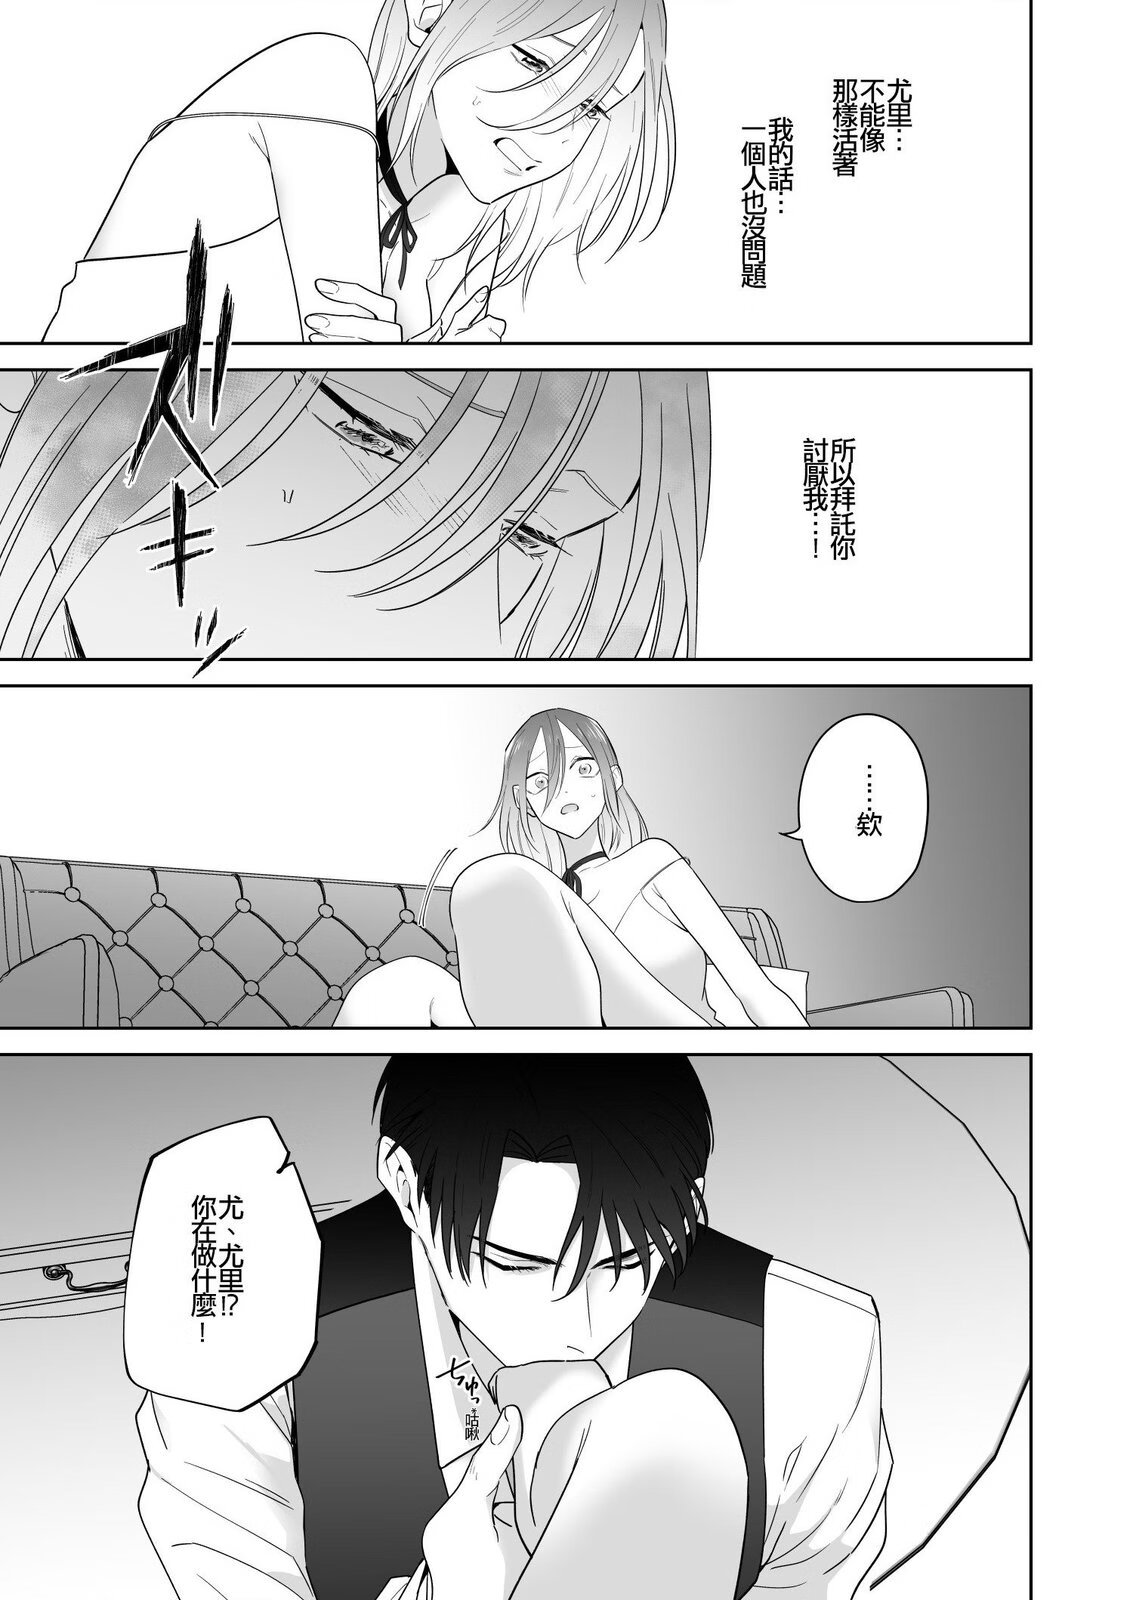 尤里…
不能像
那樣活著
我的話…
一個人也沒問題
ズキ
所以拜託你
討厭我…！
……欸
尤、尤里!?
你在做什麼！
ちゅっ
*咕啾